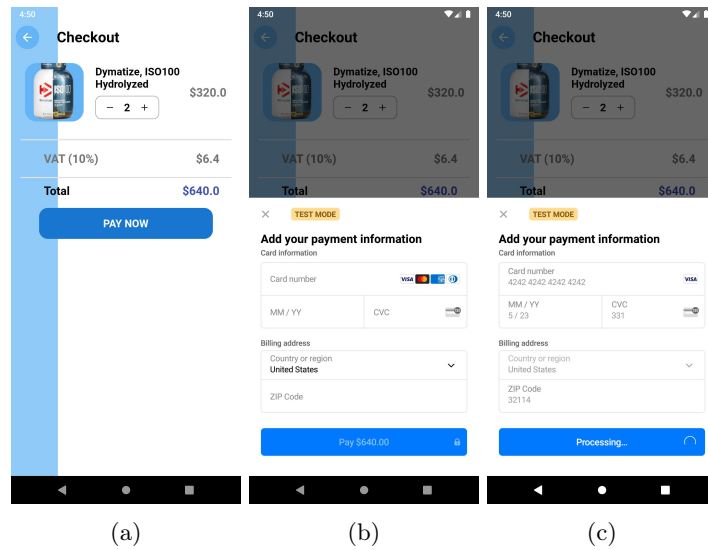 4:50
Checkout
Dymatize, ISO100
Hydrolyzed
$320.0
− 2 +
VAT (10%) $6.4
Total $640.0
PAY NOW
(a)
4:50
Checkout
Dymatize, ISO100
Hydrolyzed
$320.0
− 2 +
VAT (10%) $6.4
Total $640.0
TEST MODE
Add your payment information
Card information
Card number VISA
MM / YY CVC
Billing address
Country or region
United States
ZIP Code
Pay $640.00
(b)
4:50
Checkout
Dymatize, ISO100
Hydrolyzed
$320.0
− 2 +
VAT (10%) $6.4
Total $640.0
TEST MODE
Add your payment information
Card information
Card number
4242 4242 4242 4242 VISA
MM / YY CVC
5 / 23 331
Billing address
Country or region
United States
ZIP Code
32114
Processing...
(c)